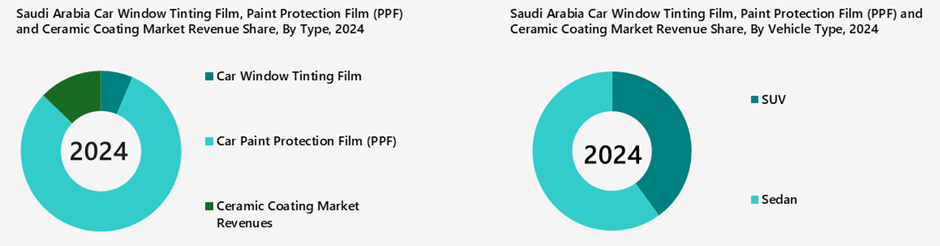 Saudi Arabia Car Window Tinting Film, Paint Protection Film (PPF)
and Ceramic Coating Market Revenue Share, By Type, 2024
2024
Car Window Tinting Film
Car Paint Protection Film (PPF)
Ceramic Coating Market
Revenues
Saudi Arabia Car Window Tinting Film, Paint Protection Film (PPF) and
Ceramic Coating Market Revenue Share, By Vehicle Type, 2024
2024
SUV
Sedan